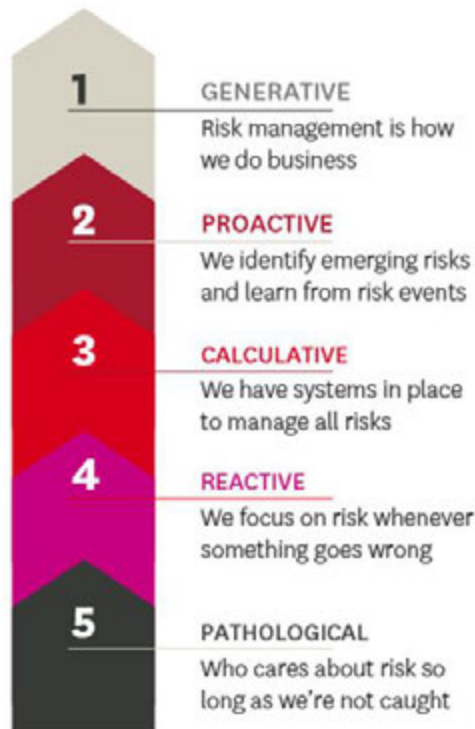 1
GENERATIVE
Risk management is how
we do business
2
PROACTIVE
We identify emerging risks
and learn from risk events
3
CALCULATIVE
We have systems in place
to manage all risks
4
REACTIVE
We focus on risk whenever
something goes wrong
5
PATHOLOGICAL
Who cares about risk so
long as we're not caught